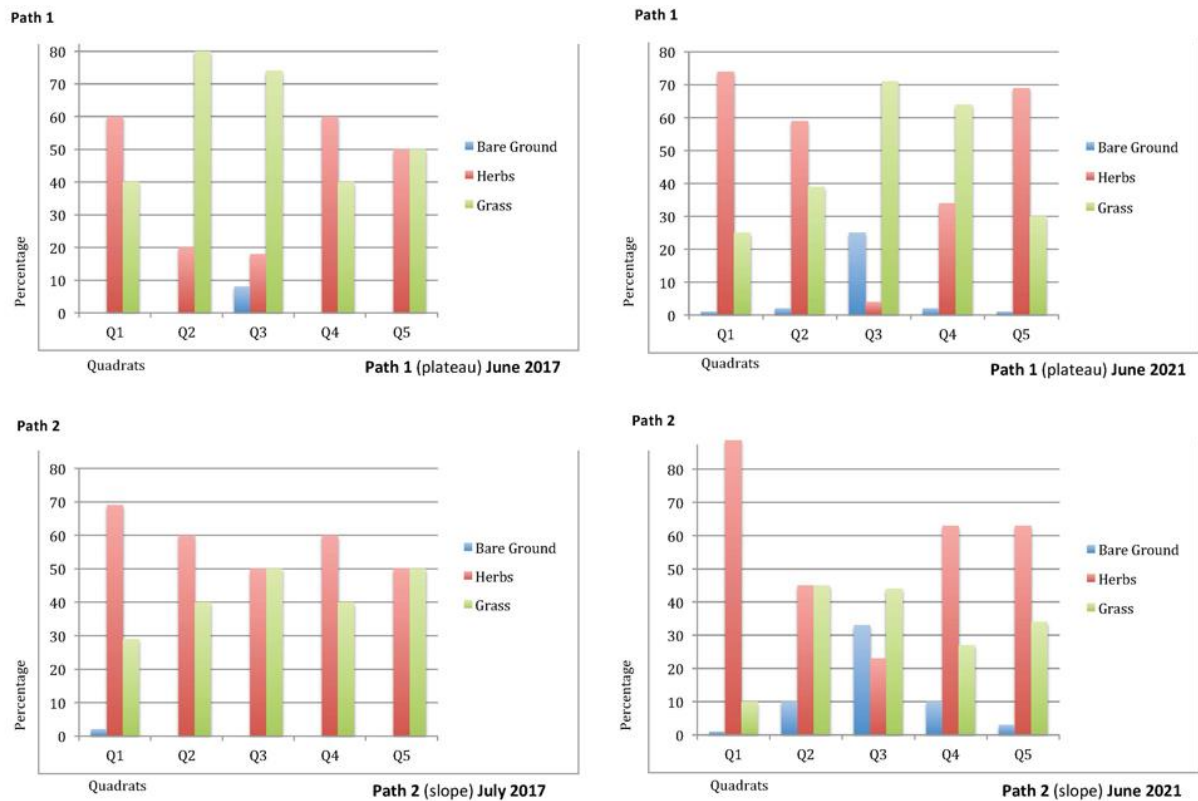 Path 1
80
70
60
50
40
30
20
10
0
Percentage
Q1 Q2 Q3 Q4 Q5
Quadrats
Bare Ground
Herbs
Grass
Path 1 (plateau) June 2017
Path 1
80
70
60
50
40
30
20
10
0
Percentage
Q1 Q2 Q3 Q4 Q5
Quadrats
Bare Ground
Herbs
Grass
Path 1 (plateau) June 2021
Path 2
80
70
60
50
40
30
20
10
0
Percentage
Q1 Q2 Q3 Q4 Q5
Quadrats
Bare Ground
Herbs
Grass
Path 2 (slope) July 2017
Path 2
80
70
60
50
40
30
20
10
0
Percentage
Q1 Q2 Q3 Q4 Q5
Quadrats
Bare Ground
Herbs
Grass
Path 2 (slope) June 2021